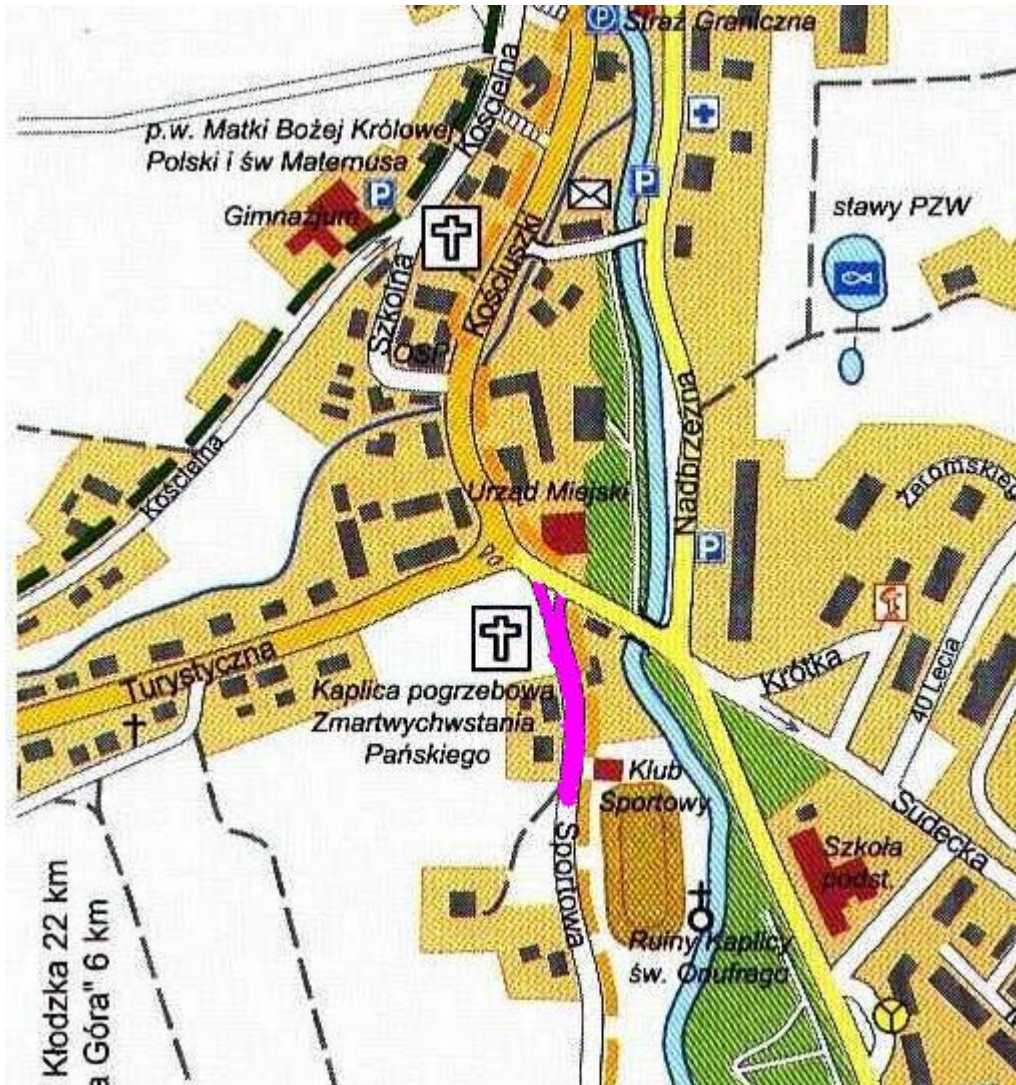 Straż Graniczna
Kościelna
p.w. Matki Bożej Królowej
Polski i św Maternusa
P
P
P
Gimnazjum
stawy PZW
Kościuszki
Szkolna
OSP
Nadbrzeżna
Kościelna
Urząd Miejski
Żeromskieg
P
Pd
Turystyczna
Krótka
40 Lecia
Kaplica pogrzebowa
Zmartwychwstania
Pańskiego
Klub
Sportowy
Sudecka
Sportowa
Szkoła
podst.
Ruiny Kaplicy
św. Onufrego
Kłodzka 22 km
a Góra" 6 km